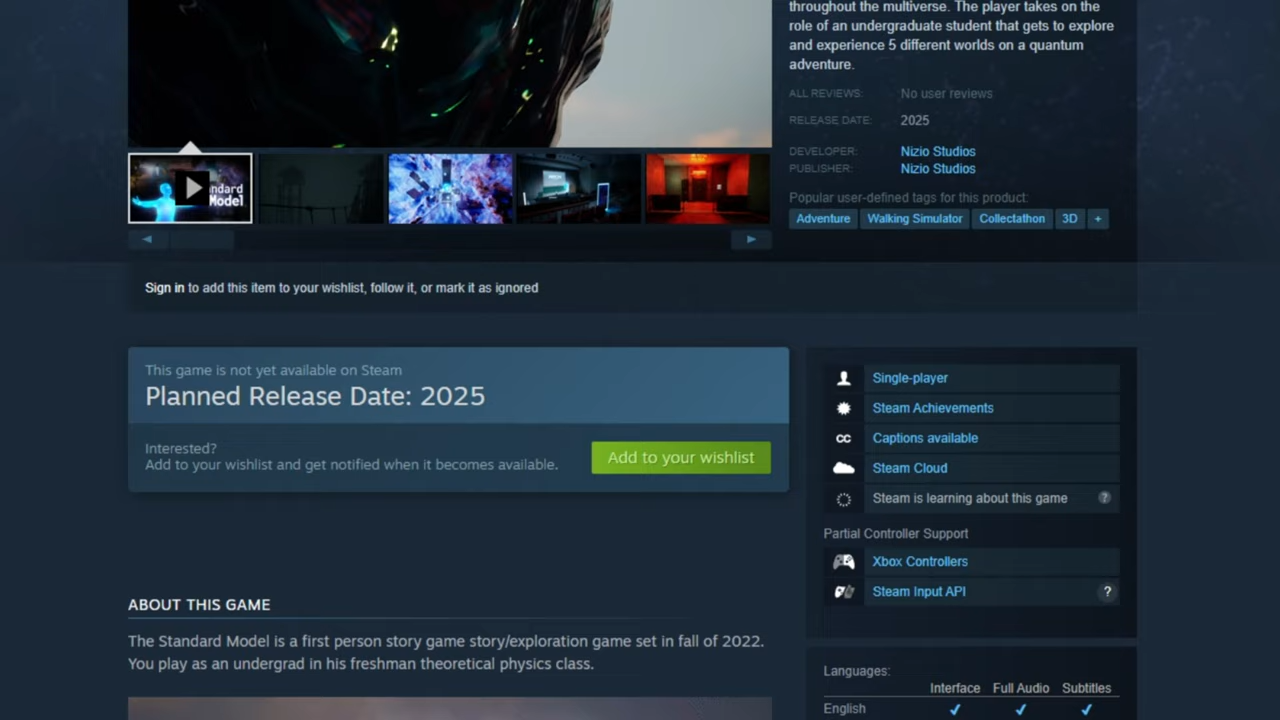 throughout the multiverse. The player takes on the
role of an undergraduate student that gets to explore
and experience 5 different worlds on a quantum
adventure.
ALL REVIEWS: No user reviews
RELEASE DATE: 2025
DEVELOPER: Nizio Studios
PUBLISHER: Nizio Studios
Popular user-defined tags for this product:
Adventure Walking Simulator Collectathon 3D +
ndard
Model
Sign in to add this item to your wishlist, follow it, or mark it as ignored
This game is not yet available on Steam
Planned Release Date: 2025
Interested?
Add to your wishlist and get notified when it becomes available.
Add to your wishlist
Single-player
Steam Achievements
CC Captions available
Steam Cloud
Steam is learning about this game ?
Partial Controller Support
Xbox Controllers
Steam Input API ?
ABOUT THIS GAME
The Standard Model is a first person story game story/exploration game set in fall of 2022.
You play as an undergrad in his freshman theoretical physics class.
Languages:
Interface Full Audio Subtitles
English ✔ ✔ ✔